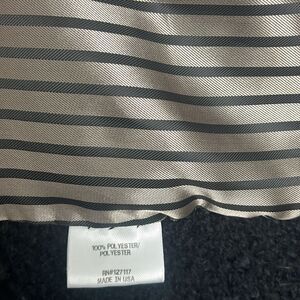 100% POLYESTER/
POLYESTER
RN#127117
MADE IN USA